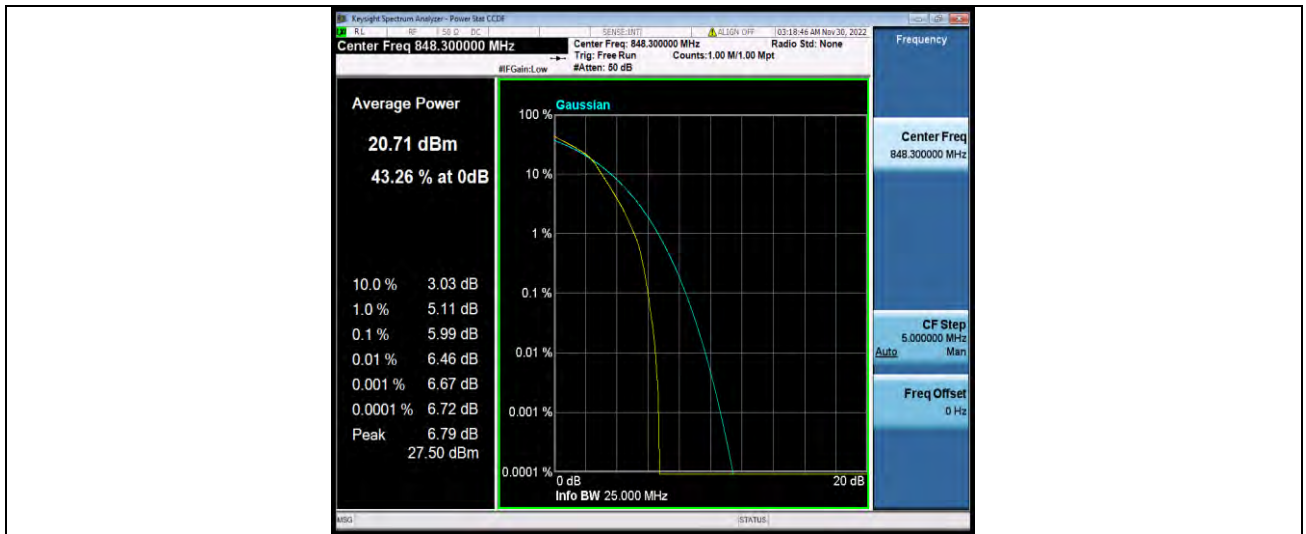 Keysight Spectrum Analyzer - Power Stat CCDF
RL RF 50 Ω DC SENSE:INT ALIGN OFF 03:18:46 AM Nov 30, 2022
Center Freq 848.300000 MHz
Center Freq: 848.300000 MHz Radio Std: None
Trig: Free Run Counts:1.00 M/1.00 Mpt
#IFGain:Low #Atten: 50 dB
Frequency
Average Power
20.71 dBm
43.26 % at 0dB
10.0 % 3.03 dB
1.0 % 5.11 dB
0.1 % 5.99 dB
0.01 % 6.46 dB
0.001 % 6.67 dB
0.0001 % 6.72 dB
Peak 6.79 dB
27.50 dBm
Gaussian
100 %
10 %
1 %
0.1 %
0.01 %
0.001 %
0.0001 %
0 dB 20 dB
Info BW 25.000 MHz
Center Freq
848.300000 MHz
CF Step
5.000000 MHz
Auto Man
Freq Offset
0 Hz
MSG STATUS